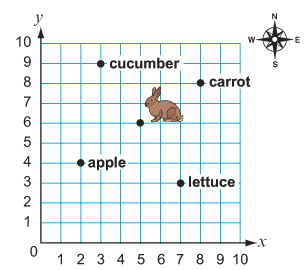 y
N
W E
S
10
9 cucumber
8 carrot
7
6
5
4 apple
3 lettuce
2
1
0 x
1 2 3 4 5 6 7 8 9 10